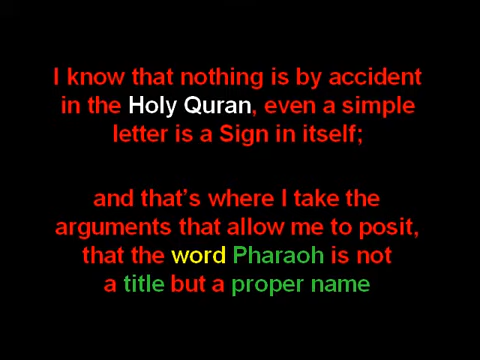 I know that nothing is by accident
in the Holy Quran, even a simple
letter is a Sign in itself;
and that's where I take the
arguments that allow me to posit,
that the word Pharaoh is not
a title but a proper name